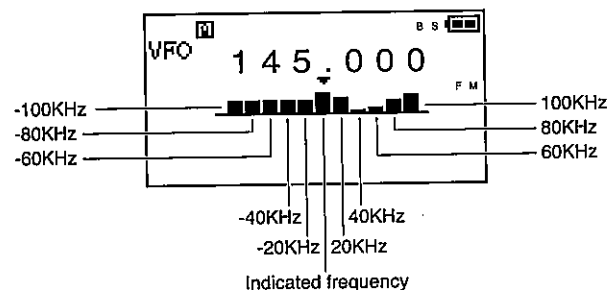 A
B S
VFO
145.000
F M
-100KHz
100KHz
-80KHz
80KHz
-60KHz
60KHz
-40KHz
40KHz
-20KHz
20KHz
Indicated frequency